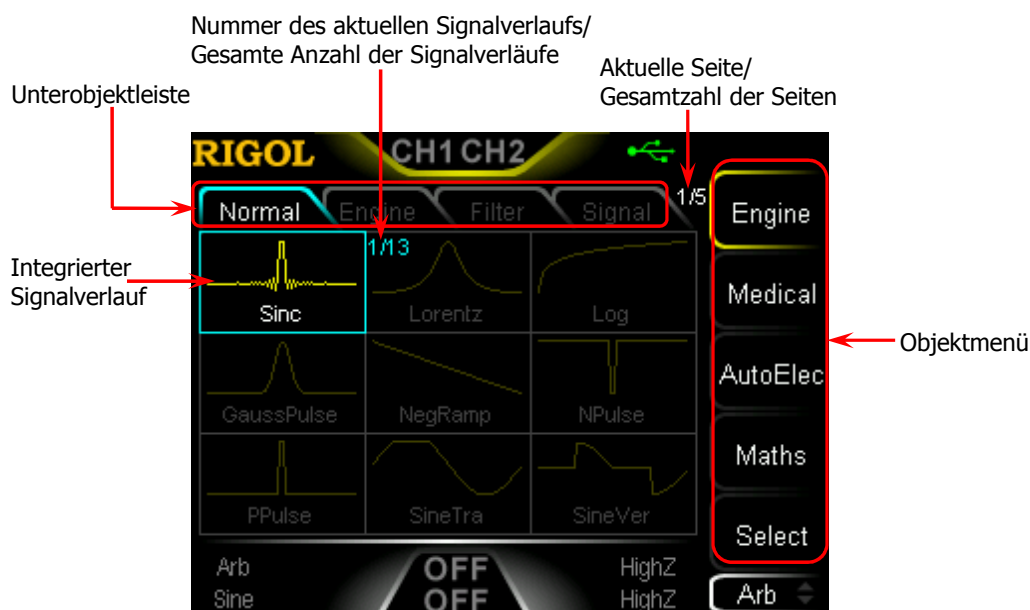 Nummer des aktuellen Signalverlaufs/
Gesamte Anzahl der Signalverläufe
Aktuelle Seite/
Gesamtzahl der Seiten
Unterobjektleiste
RIGOL
CH1 CH2
Normal
Engine
Filter
Signal
1/5
Engine
1/13
Integrierter
Signalverlauf
Sinc
Lorentz
Log
Medical
Objektmenü
GaussPulse
NegRamp
NPulse
AutoElec
PPulse
SineTra
SineVer
Maths
Select
Arb
OFF
HighZ
Sine
OFF
HighZ
Arb